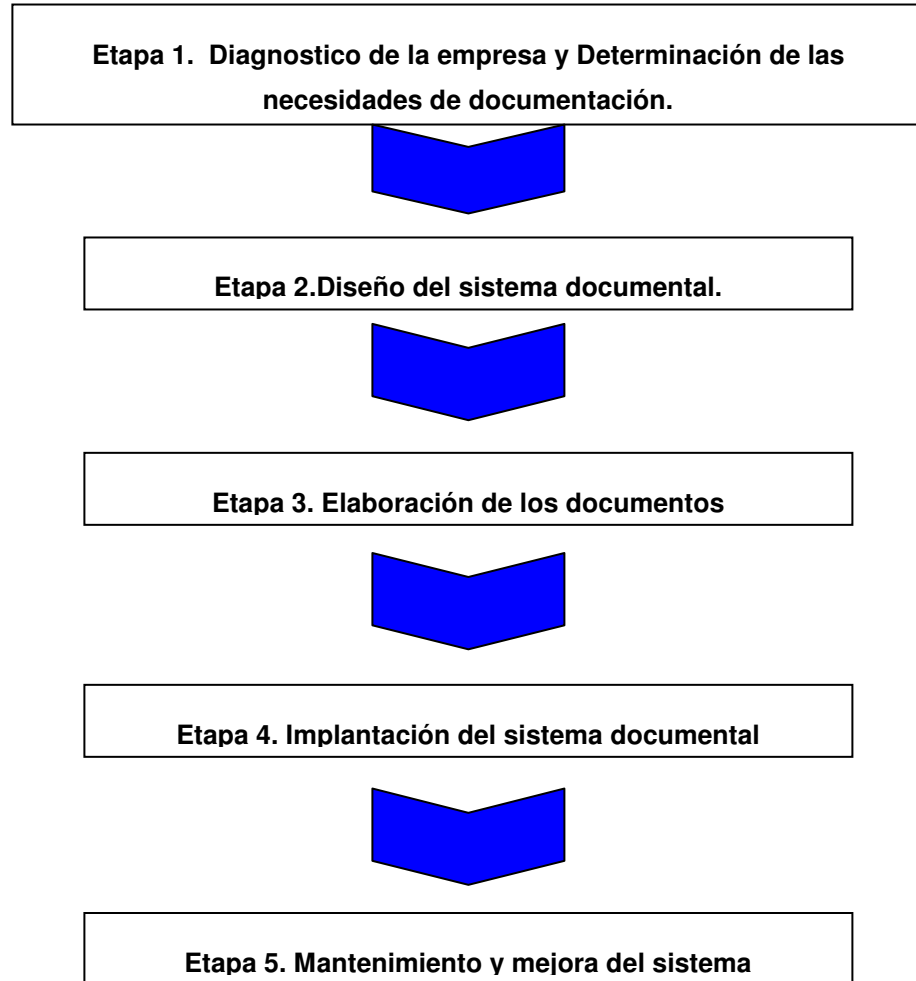 Etapa 1.  Diagnostico de la empresa y Determinación de las
necesidades de documentación.
Etapa 2.Diseño del sistema documental.
Etapa 3. Elaboración de los documentos
Etapa 4. Implantación del sistema documental
Etapa 5. Mantenimiento y mejora del sistema